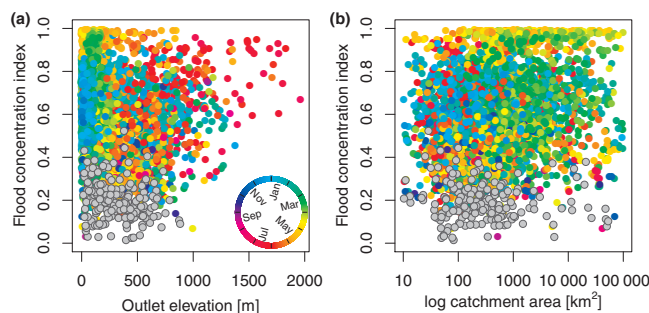 (a)
Flood concentration index
1.0
0.8
0.6
0.4
0.2
0.0
Jan
Mar
May
Jul
Sep
Nov
0 500 1000 1500 2000
Outlet elevation [m]
(b)
Flood concentration index
1.0
0.8
0.6
0.4
0.2
0.0
10 100 1000 10 000 100 000
log catchment area [km²]